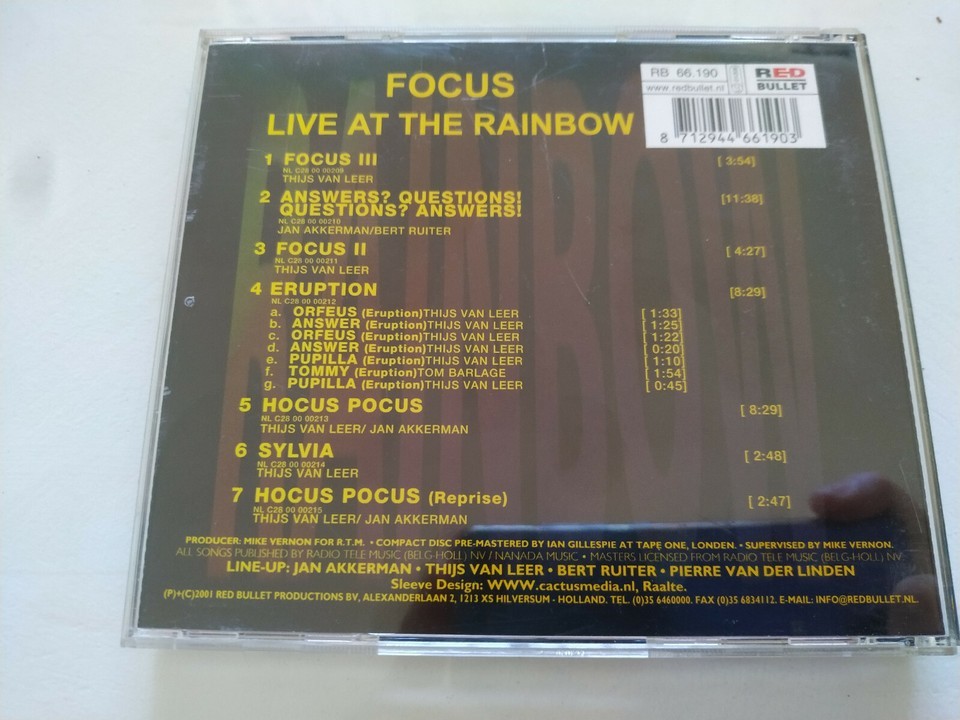 FOCUS
LIVE AT THE RAINBOW
RB 66.190
www.redbullet.nl
RED
BULLET
8 712944 661903
1 FOCUS III [ 3:54]
NL C28 00 00209
THIJS VAN LEER
2 ANSWERS? QUESTIONS! [11:38]
QUESTIONS? ANSWERS!
NL C28 00 00210
JAN AKKERMAN/BERT RUITER
3 FOCUS II [ 4:27]
NL C28 00 00211
THIJS VAN LEER
4 ERUPTION [8:29]
NL C28 00 00212
a. ORFEUS (Eruption)THIJS VAN LEER [ 1:33]
b. ANSWER (Eruption)THIJS VAN LEER [ 1:25]
c. ORFEUS (Eruption)THIJS VAN LEER [ 1:22]
d. ANSWER (Eruption)THIJS VAN LEER [ 0:20]
e. PUPILLA (Eruption)THIJS VAN LEER [ 1:10]
f. TOMMY (Eruption)TOM BARLAGE [ 1:54]
g. PUPILLA (Eruption)THIJS VAN LEER [ 0:45]
5 HOCUS POCUS [ 8:29]
NL C28 00 00213
THIJS VAN LEER/ JAN AKKERMAN
6 SYLVIA [ 2:48]
NL C28 00 00214
THIJS VAN LEER
7 HOCUS POCUS (Reprise) [ 2:47]
NL C28 00 00215
THIJS VAN LEER/ JAN AKKERMAN
PRODUCER: MIKE VERNON FOR R.T.M. • COMPACT DISC PRE-MASTERED BY IAN GILLESPIE AT TAPE ONE, LONDEN. • SUPERVISED BY MIKE VERNON.
ALL SONGS PUBLISHED BY RADIO TELE MUSIC (BELG-HOLL) NV / NANADA MUSIC • MASTERS LICENSED FROM RADIO TELE MUSIC (BELG-HOLL) NV.
LINE-UP: JAN AKKERMAN • THIJS VAN LEER • BERT RUITER • PIERRE VAN DER LINDEN
Sleeve Design: WWW.cactusmedia.nl, Raalte.
(P)+(C)2001 RED BULLET PRODUCTIONS BV, ALEXANDERLAAN 2, 1213 XS HILVERSUM - HOLLAND. TEL. (0)35 6460000. FAX (0)35 6834112. E-MAIL: INFO@REDBULLET.NL.
RAINBOW